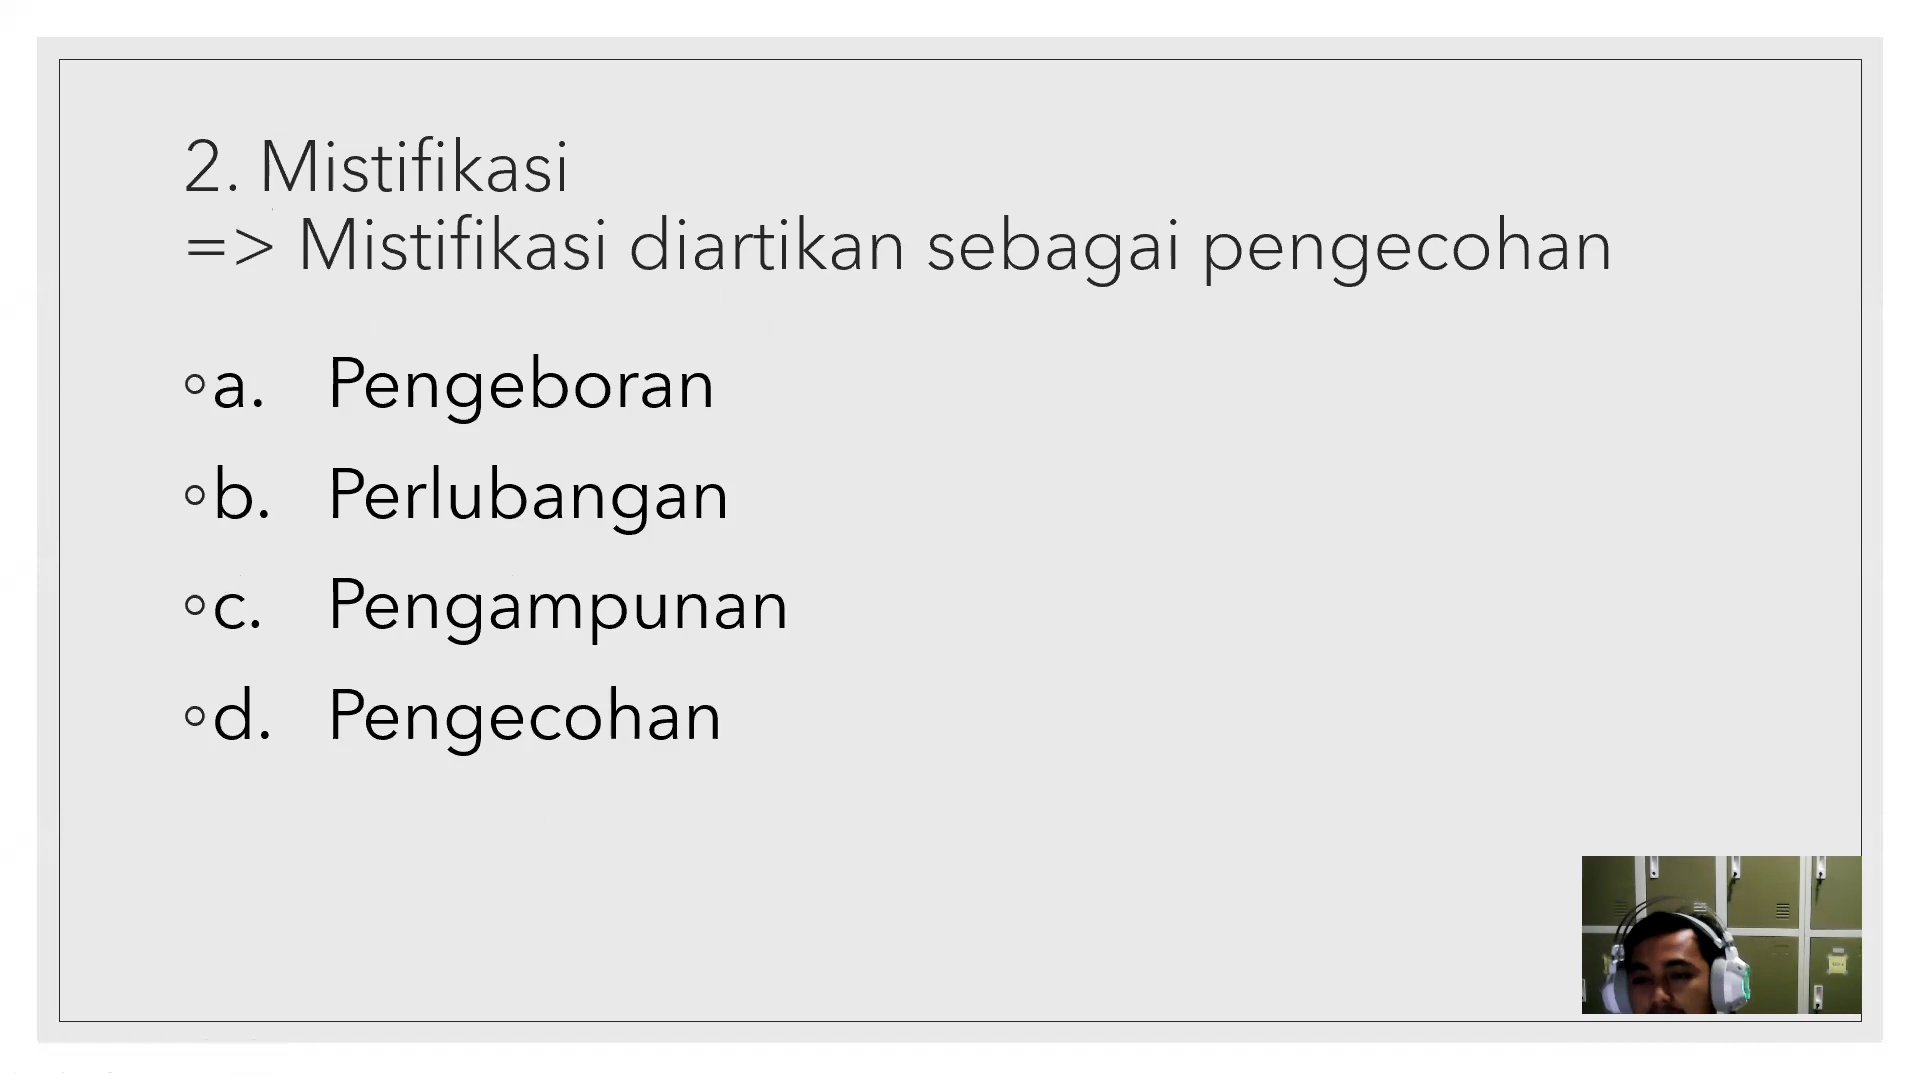 2. Mistifikasi
=> Mistifikasi diartikan sebagai pengecohan
◦a. Pengeboran
◦b. Perlubangan
◦c. Pengampunan
◦d. Pengecohan